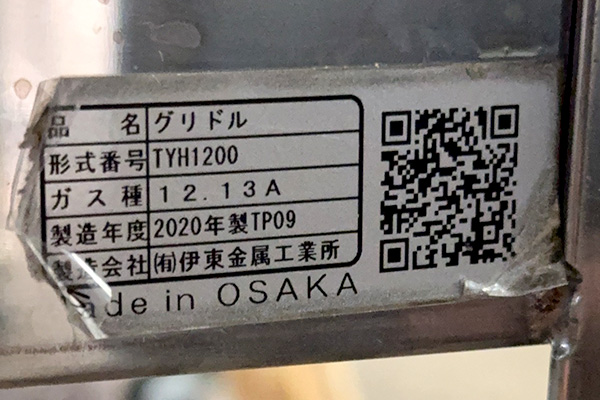 品名 グリドル
形式番号 TYH1200
ガス種 12.13A
製造年度 2020年製TP09
製造会社 ㈲伊東金属工業所
Made in OSAKA